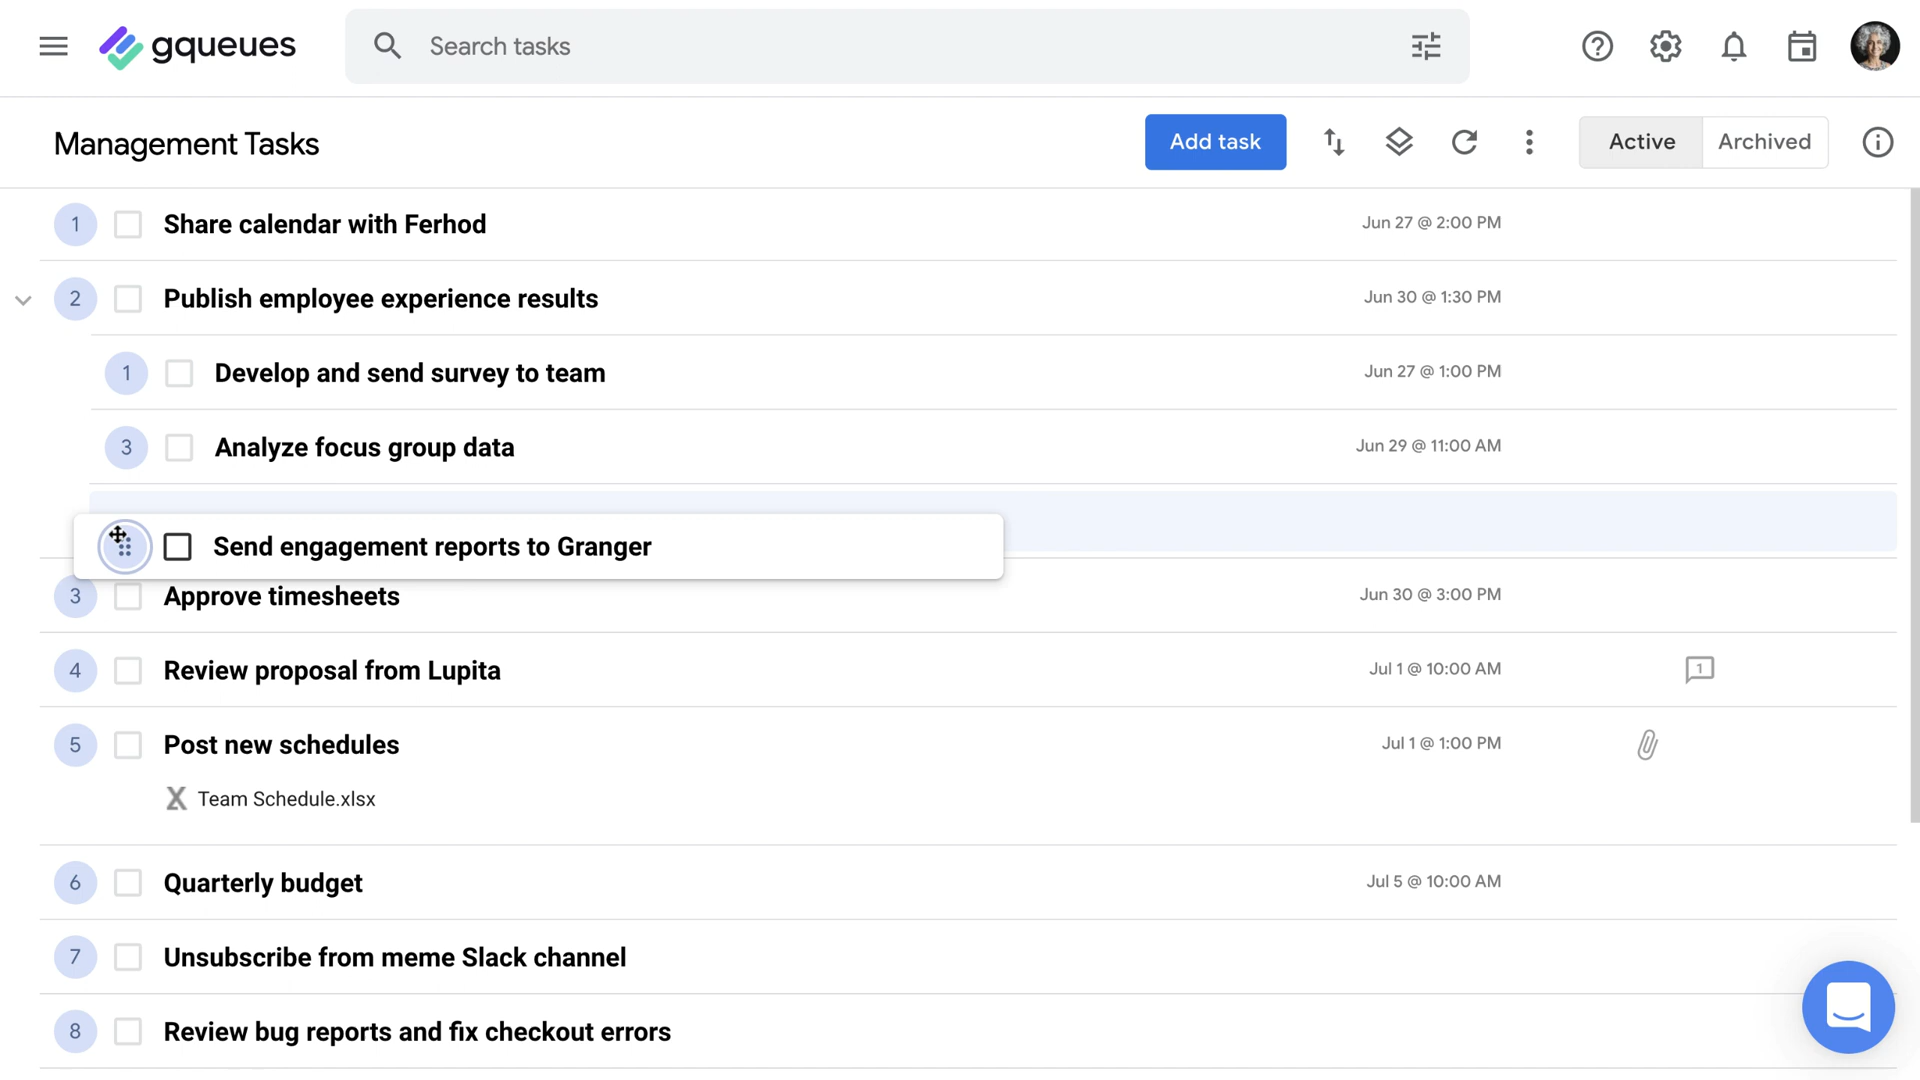 gqueues
Search tasks
Management Tasks
Add task
Active
Archived
1 Share calendar with Ferhod Jun 27 @ 2:00 PM
2 Publish employee experience results Jun 30 @ 1:30 PM
1 Develop and send survey to team Jun 27 @ 1:00 PM
3 Analyze focus group data Jun 29 @ 11:00 AM
Send engagement reports to Granger
3 Approve timesheets Jun 30 @ 3:00 PM
4 Review proposal from Lupita Jul 1 @ 10:00 AM 1
5 Post new schedules Jul 1 @ 1:00 PM
X Team Schedule.xlsx
6 Quarterly budget Jul 5 @ 10:00 AM
7 Unsubscribe from meme Slack channel
8 Review bug reports and fix checkout errors